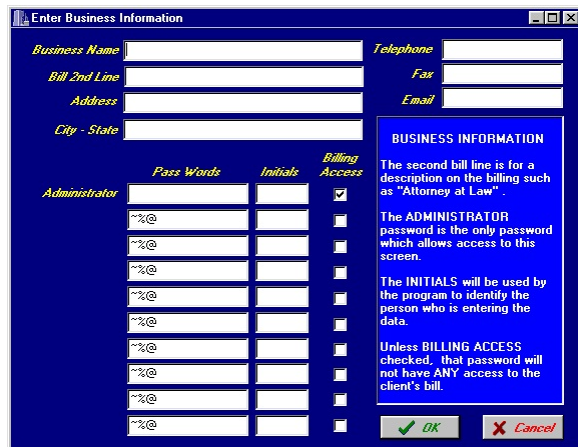 Enter Business Information
Business Name
Telephone
Bill 2nd Line
Fax
Address
Email
City - State
Pass Words
Initials
Billing
Access
Administrator
~%@
~%@
~%@
~%@
~%@
~%@
~%@
~%@
~%@
BUSINESS INFORMATION
The second bill line is for a
description on the billing such
as "Attorney at Law" .
The ADMINISTRATOR
password is the only password
which allows access to this
screen.
The INITIALS will be used by
the program to identify the
person who is entering the
data.
Unless BILLING ACCESS
checked, that password will
not have ANY access to the
client's bill.
OK
Cancel